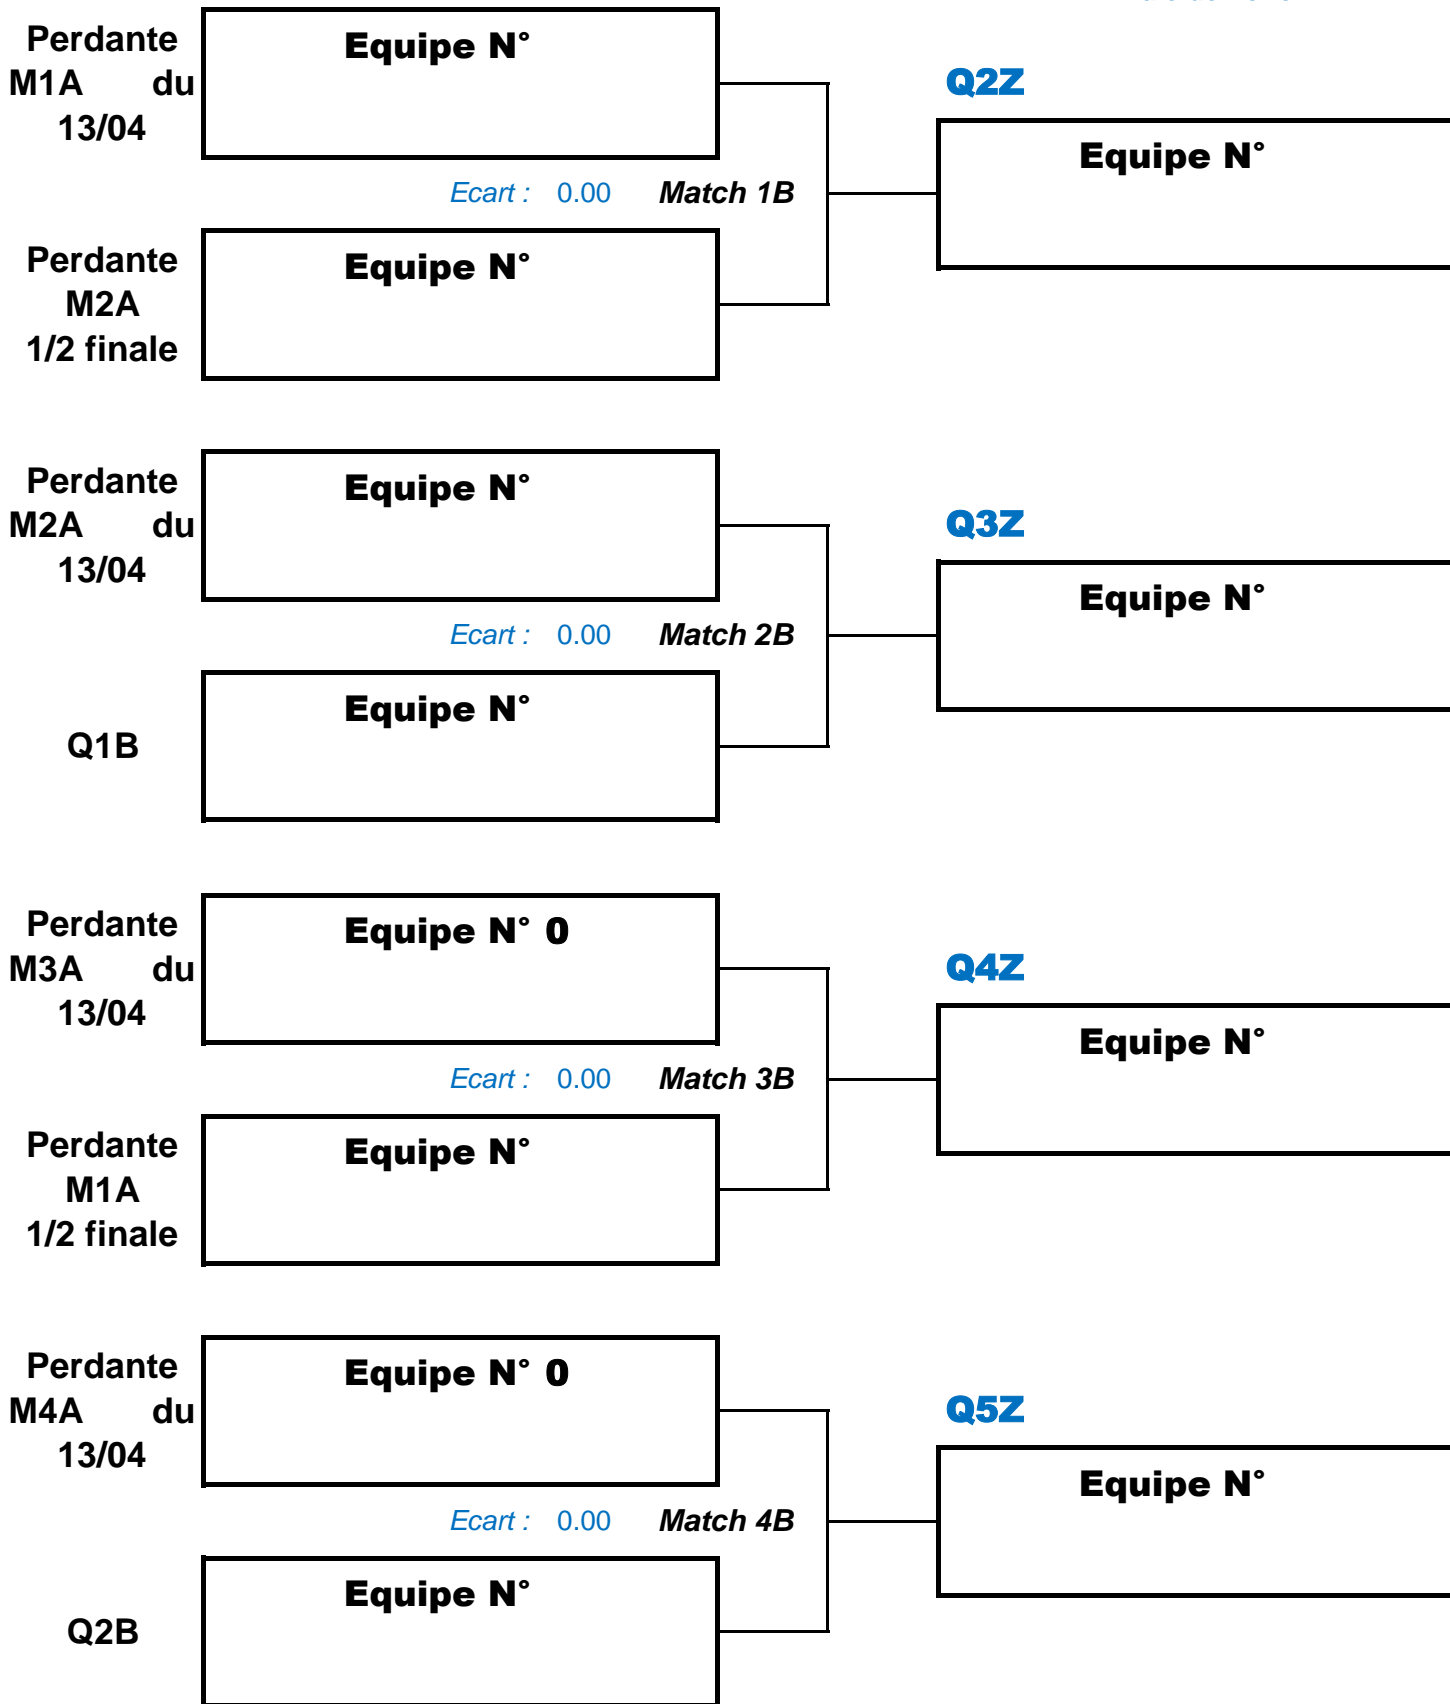 Perdante
M1A du
13/04
Equipe N°
Q2Z
Equipe N°
Ecart : 0.00 Match 1B
Perdante
M2A
1/2 finale
Equipe N°
Perdante
M2A du
13/04
Equipe N°
Q3Z
Equipe N°
Ecart : 0.00 Match 2B
Q1B
Equipe N°
Perdante
M3A du
13/04
Equipe N° 0
Q4Z
Equipe N°
Ecart : 0.00 Match 3B
Perdante
M1A
1/2 finale
Equipe N°
Perdante
M4A du
13/04
Equipe N° 0
Q5Z
Equipe N°
Ecart : 0.00 Match 4B
Q2B
Equipe N°